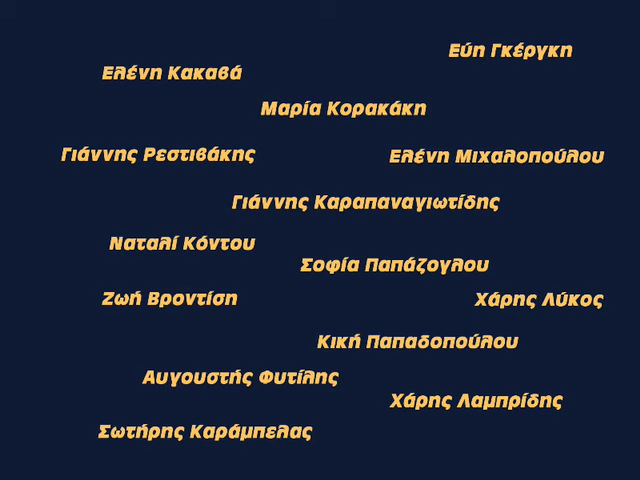 Εύη Γκέργκη
Ελένη Κακαβά
Μαρία Κορακάκη
Γιάννης Ρεστιβάκης
Ελένη Μιχαλοπούλου
Γιάννης Καραπαναγιωτίδης
Ναταλί Κόντου
Σοφία Παπάζογλου
Ζωή Βροντίση
Χάρης Λύκος
Κική Παπαδοπούλου
Αυγουστής Φυτίλης
Χάρης Λαμπρίδης
Σωτήρης Καράμπελας